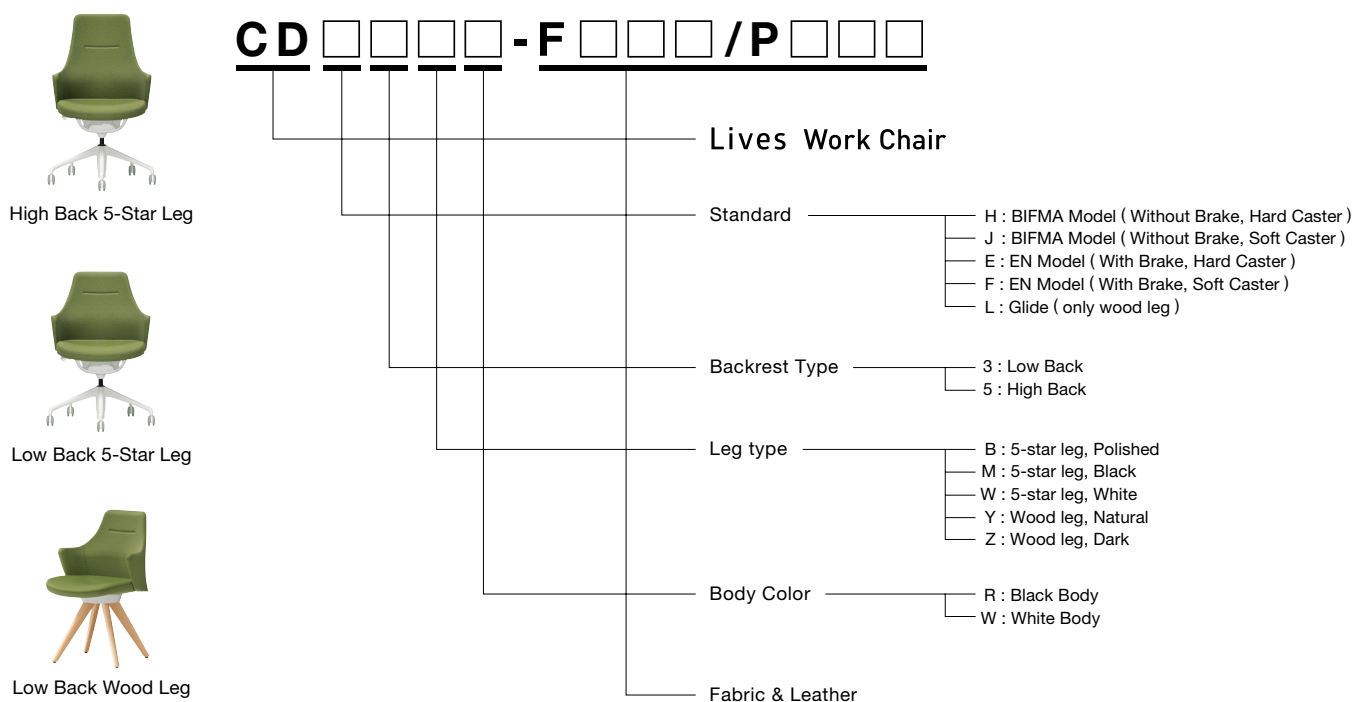 CD□□□□-F□□□/P□□□
Lives Work Chair
High Back 5-Star Leg
Standard
H : BIFMA Model ( Without Brake, Hard Caster )
J : BIFMA Model ( Without Brake, Soft Caster )
E : EN Model ( With Brake, Hard Caster )
F : EN Model ( With Brake, Soft Caster )
L : Glide ( only wood leg )
Backrest Type
3 : Low Back
5 : High Back
Low Back 5-Star Leg
Leg type
B : 5-star leg, Polished
M : 5-star leg, Black
W : 5-star leg, White
Y : Wood leg, Natural
Z : Wood leg, Dark
Body Color
R : Black Body
W : White Body
Low Back Wood Leg
Fabric & Leather